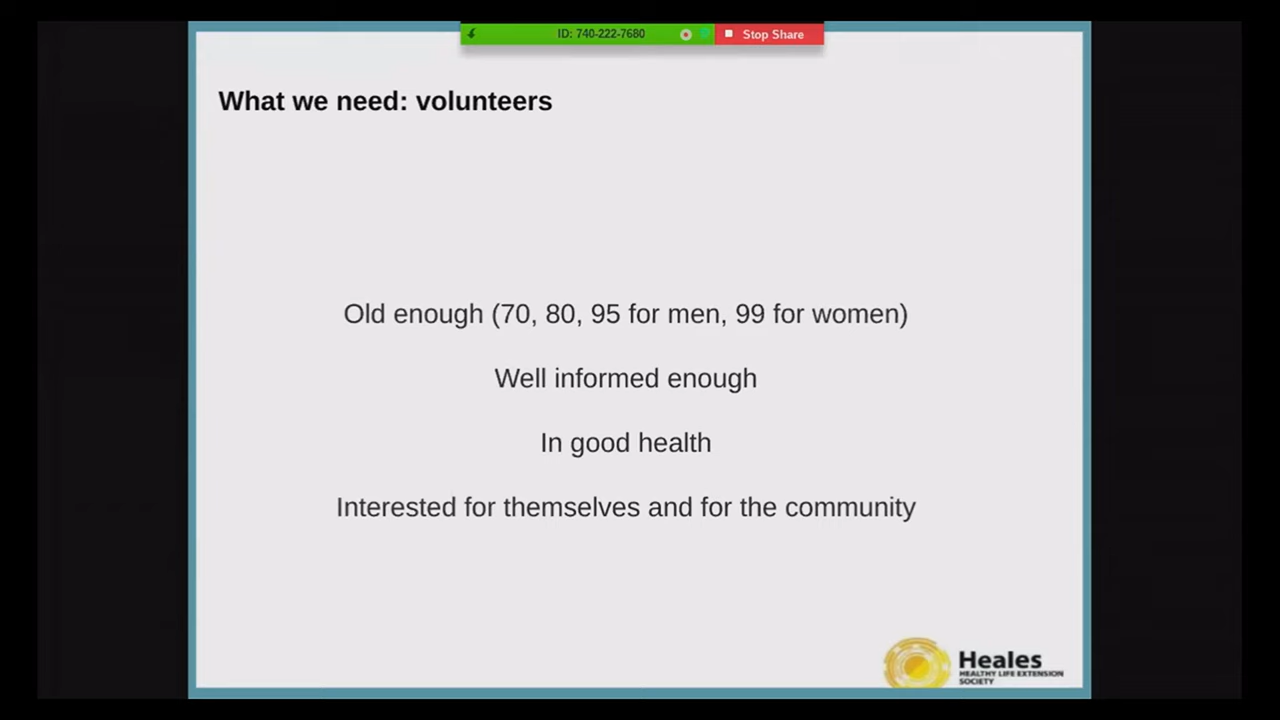 ID: 740-222-7680
Stop Share
What we need: volunteers
Old enough (70, 80, 95 for men, 99 for women)
Well informed enough
In good health
Interested for themselves and for the community
Heales
HEALTHY LIFE EXTENSION
SOCIETY